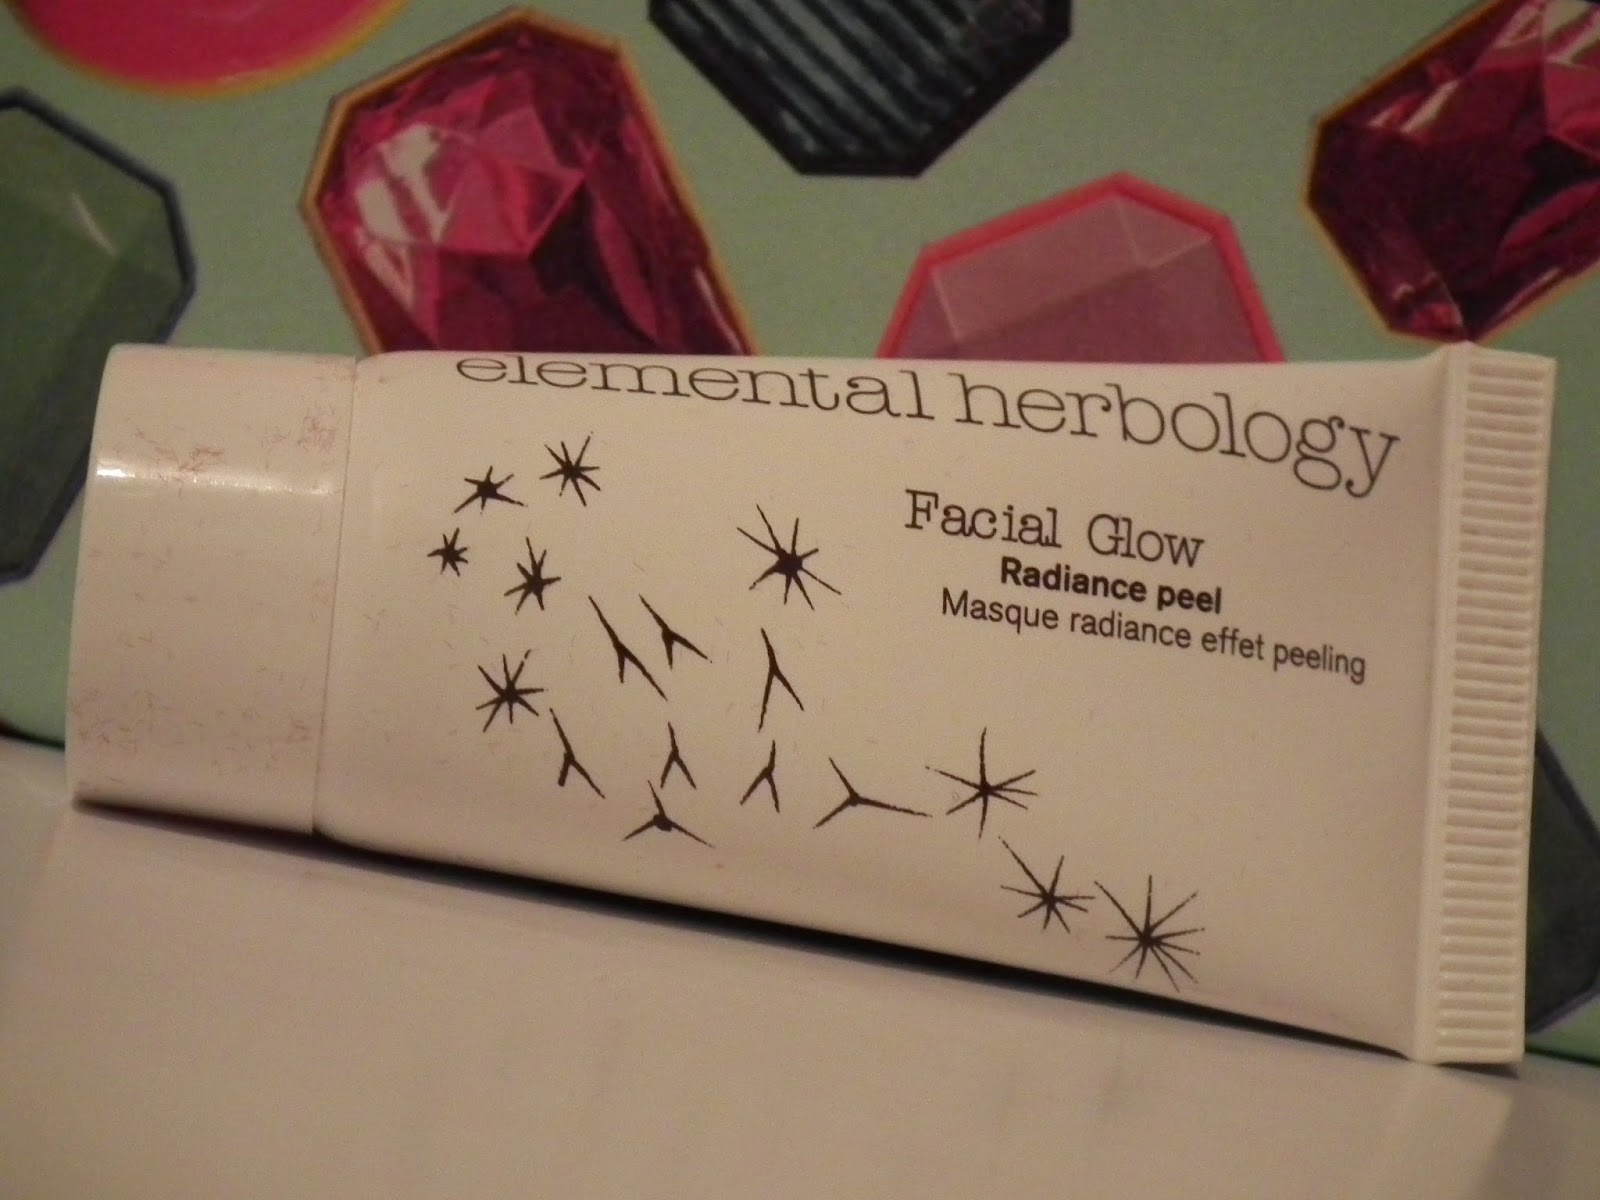 elemental herbology
Facial Glow
Radiance peel
Masque radiance effet peeling